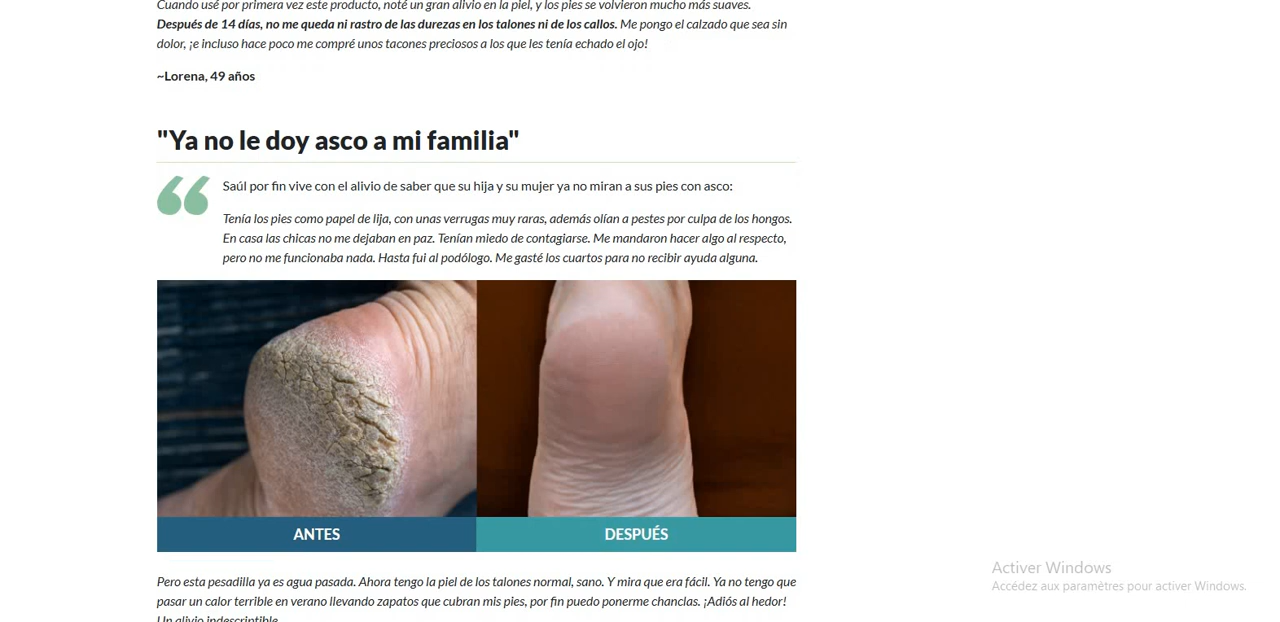 Cuando usé por primera vez este producto, noté un gran alivio en la piel, y los pies se volvieron mucho más suaves.
Después de 14 días, no me queda ni rastro de las durezas en los talones ni de los callos. Me pongo el calzado que sea sin
dolor, ¡e incluso hace poco me compré unos tacones preciosos a los que les tenía echado el ojo!
~Lorena, 49 años
"Ya no le doy asco a mi familia"
Saúl por fin vive con el alivio de saber que su hija y su mujer ya no miran a sus pies con asco:
Tenía los pies como papel de lija, con unas verrugas muy raras, además olían a pestes por culpa de los hongos.
En casa las chicas no me dejaban en paz. Tenían miedo de contagiarse. Me mandaron hacer algo al respecto,
pero no me funcionaba nada. Hasta fui al podólogo. Me gasté los cuartos para no recibir ayuda alguna.
ANTES
DESPUÉS
Pero esta pesadilla ya es agua pasada. Ahora tengo la piel de los talones normal, sano. Y mira que era fácil. Ya no tengo que
pasar un calor terrible en verano llevando zapatos que cubran mis pies, por fin puedo ponerme chanclas. ¡Adiós al hedor!
Un alivio indescriptible.
Activer Windows
Accédez aux paramètres pour activer Windows.